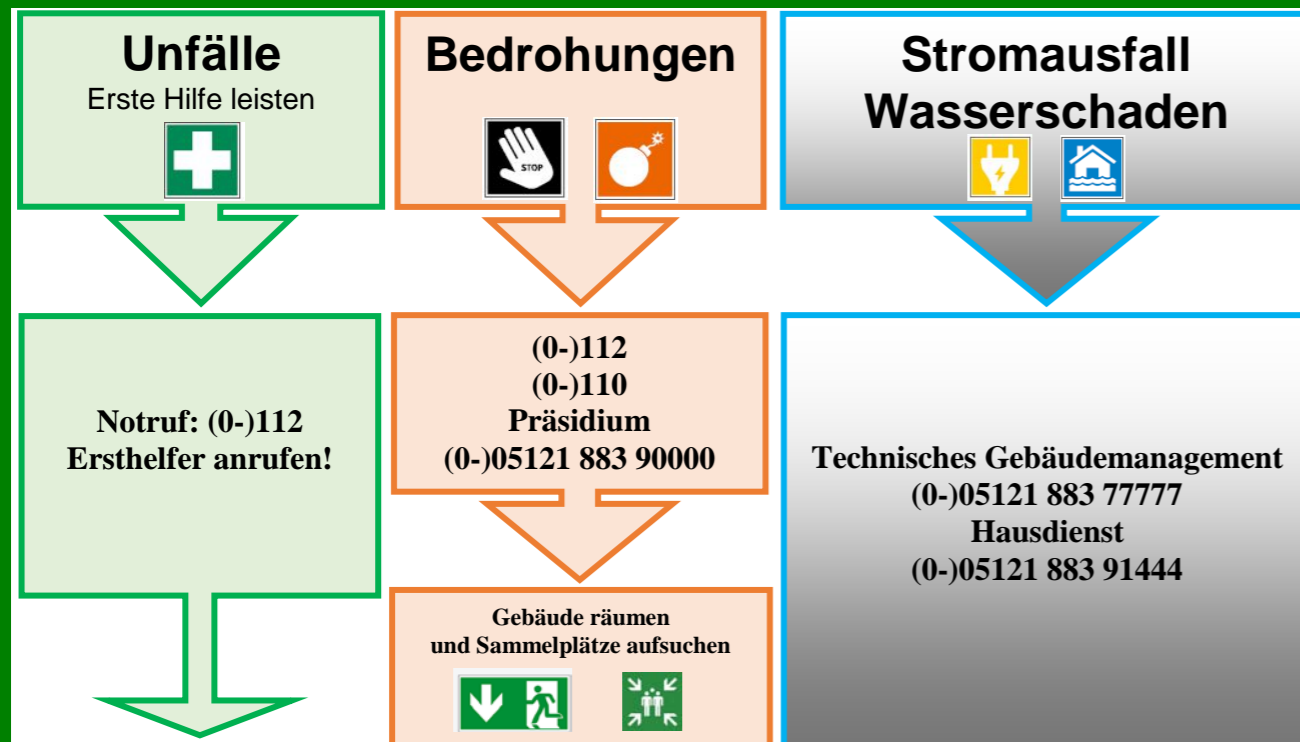 Unfälle
Erste Hilfe leisten
Notruf: (0-)112
Ersthelfer anrufen!
Bedrohungen
STOP
(0-)112
(0-)110
Präsidium
(0-)05121 883 90000
Gebäude räumen
und Sammelplätze aufsuchen
Stromausfall
Wasserschaden
Technisches Gebäudemanagement
(0-)05121 883 77777
Hausdienst
(0-)05121 883 91444